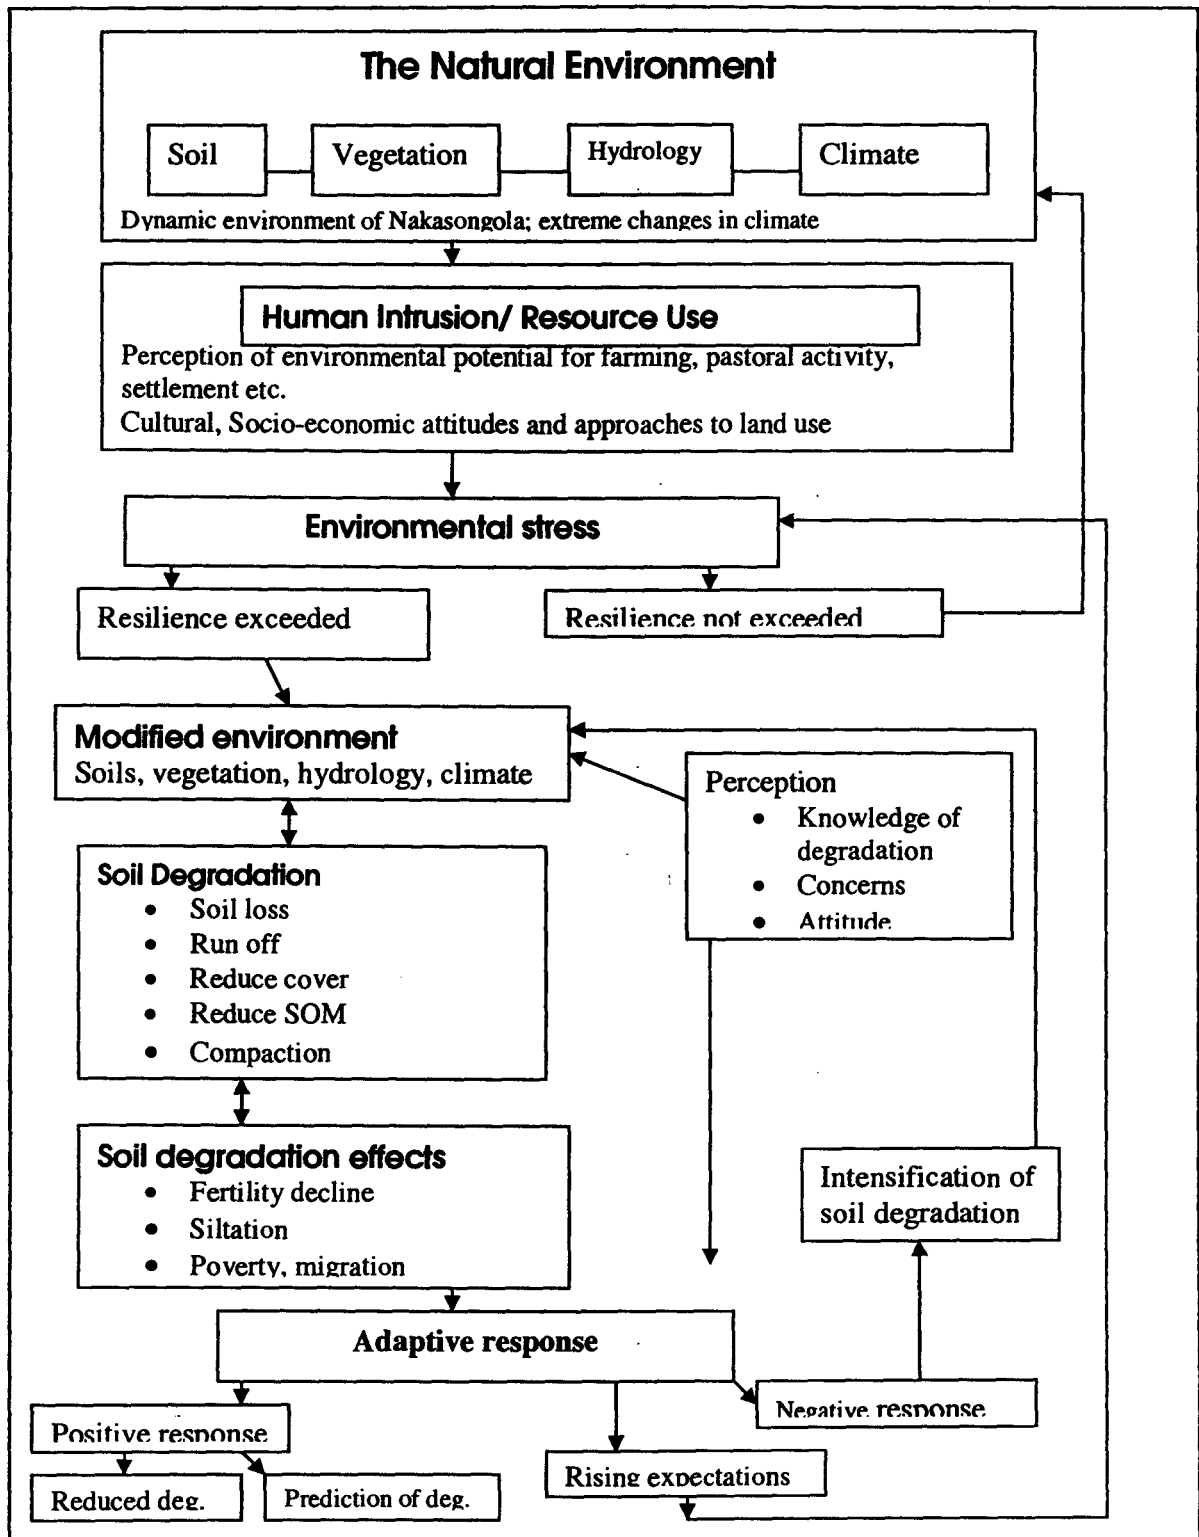 The Natural Environment
Soil
Vegetation
Hydrology
Climate
Dynamic environment of Nakasongola; extreme changes in climate
Human Intrusion/ Resource Use
Perception of environmental potential for farming, pastoral activity,
settlement etc.
Cultural, Socio-economic attitudes and approaches to land use
Environmental stress
Resilience exceeded
Resilience not exceeded
Modified environment
Soils, vegetation, hydrology, climate
Perception
• Knowledge of
degradation
• Concerns
• Attitude
Soil Degradation
• Soil loss
• Run off
• Reduce cover
• Reduce SOM
• Compaction
Soil degradation effects
• Fertility decline
• Siltation
• Poverty, migration
Intensification of
soil degradation
Adaptive response
Positive response
Negative response
Rising expectations
Reduced deg.
Prediction of deg.